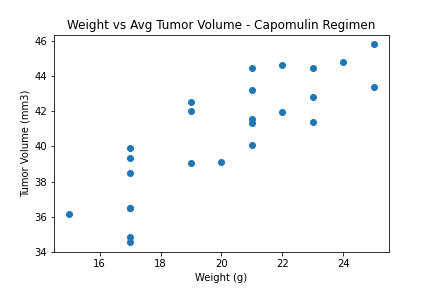 Weight vs Avg Tumor Volume - Capomulin Regimen
46
44
42
40
38
36
34
Tumor Volume (mm3)
16 18 20 22 24
Weight (g)